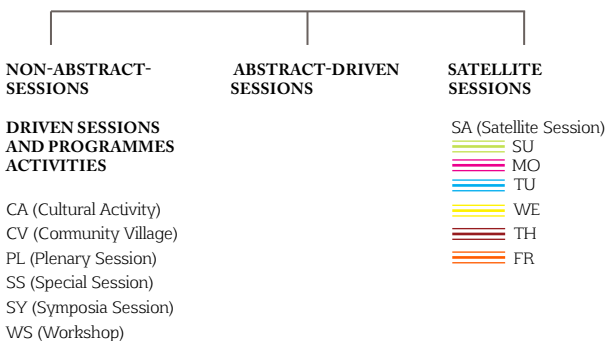 NON-ABSTRACT-
SESSIONS
DRIVEN SESSIONS
AND PROGRAMMES
ACTIVITIES
CA (Cultural Activity)
CV (Community Village)
PL (Plenary Session)
SS (Special Session)
SY (Symposia Session)
WS (Workshop)
ABSTRACT-DRIVEN
SESSIONS
SATELLITE
SESSIONS
SA (Satellite Session)
SU
MO
TU
WE
TH
FR